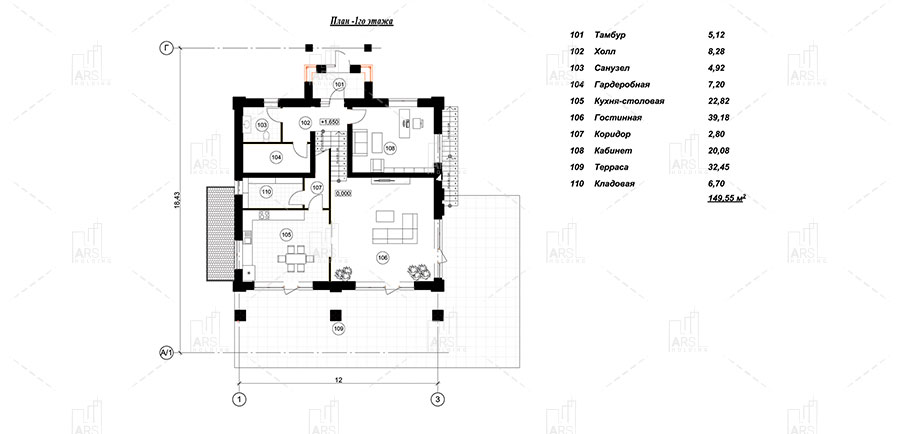 План -1го этажа
101 Тамбур 5,12
102 Холл 8,28
103 Санузел 4,92
104 Гардеробная 7,20
105 Кухня-столовая 22,82
106 Гостинная 39,18
107 Коридор 2,80
108 Кабинет 20,08
109 Терраса 32,45
110 Кладовая 6,70
149,55 м²
Г
101
103
102
+1,650
108
104
110
107
0,000
18,43
105
106
109
А/1
12
1
3
ARS
HOLDING